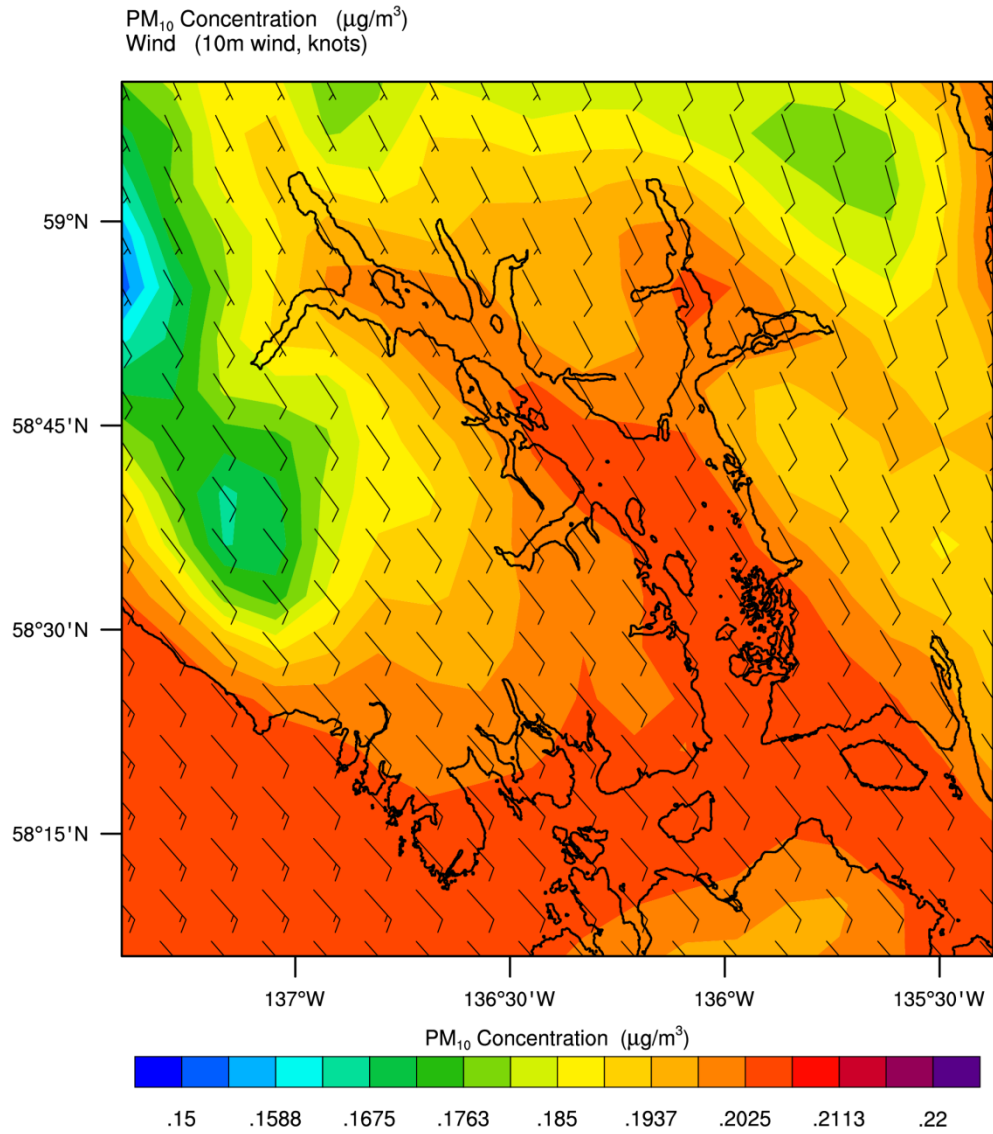 PM₁₀ Concentration (μg/m³)
Wind (10m wind, knots)
59°N
58°45'N
58°30'N
58°15'N
137°W 136°30'W 136°W 135°30'W
PM₁₀ Concentration (μg/m³)
.15 .1588 .1675 .1763 .185 .1937 .2025 .2113 .22